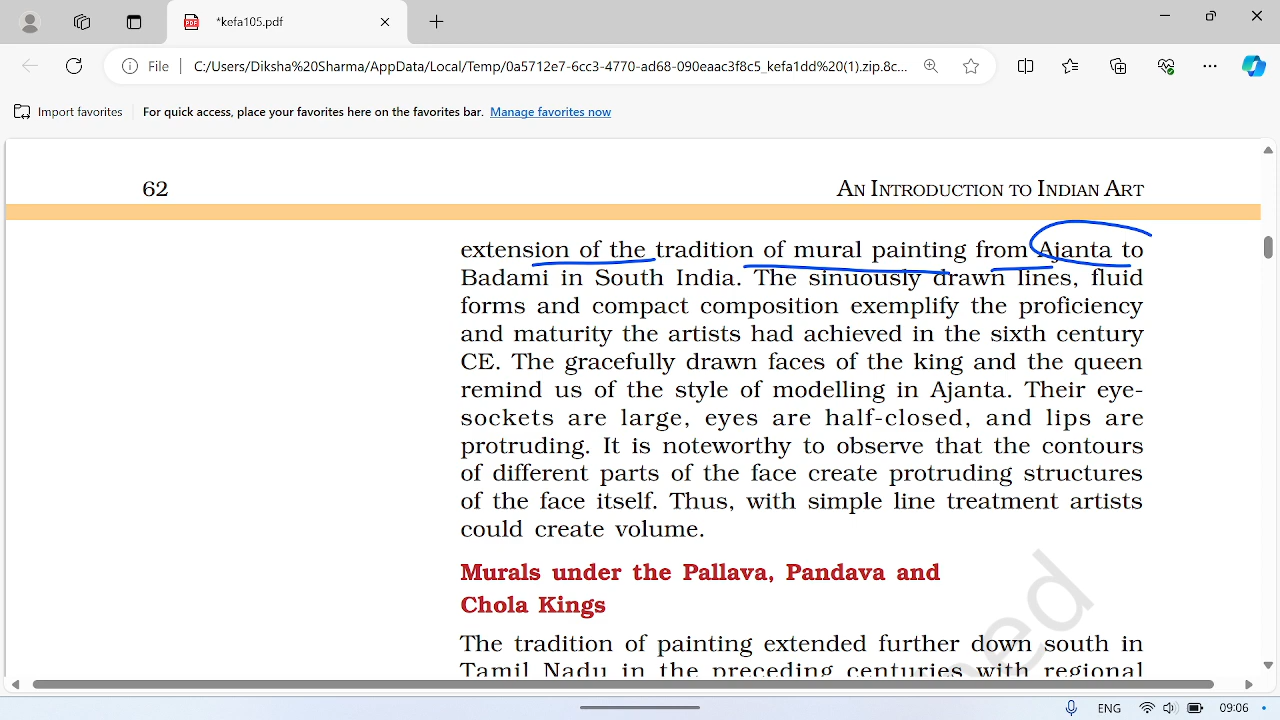 *kefa105.pdf
File
C:/Users/Diksha%20Sharma/AppData/Local/Temp/0a5712e7-6cc3-4770-ad68-090eaac3f8c5_kefa1dd%20(1).zip.8c...
Import favorites
For quick access, place your favorites here on the favorites bar. Manage favorites now
62
AN INTRODUCTION TO INDIAN ART
extension of the tradition of mural painting from Ajanta to
Badami in South India. The sinuously drawn lines, fluid
forms and compact composition exemplify the proficiency
and maturity the artists had achieved in the sixth century
CE. The gracefully drawn faces of the king and the queen
remind us of the style of modelling in Ajanta. Their eye-
sockets are large, eyes are half-closed, and lips are
protruding. It is noteworthy to observe that the contours
of different parts of the face create protruding structures
of the face itself. Thus, with simple line treatment artists
could create volume.
Murals under the Pallava, Pandava and
Chola Kings
The tradition of painting extended further down south in
Tamil Nadu in the preceding centuries with regional
ENG
09:06